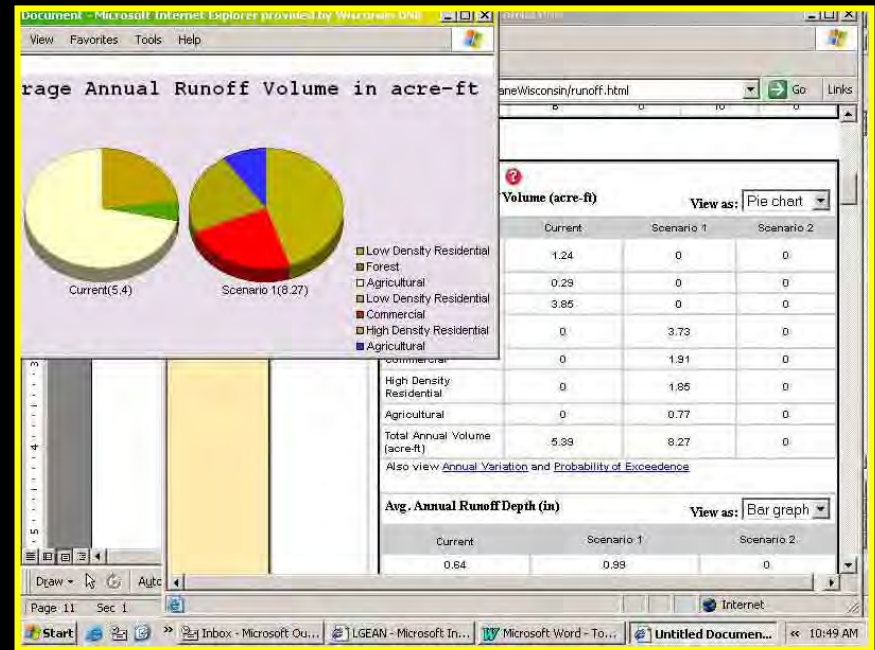 Document - Microsoft Internet Explorer provided by Wisconsin DNR
View Favorites Tools Help
rage Annual Runoff Volume in acre-ft
Current(5.4)
Scenario 1(8.27)
Low Density Residential
Forest
Agricultural
Low Density Residential
Commercial
High Density Residential
Agricultural
aneWisconsin/runoff.html
Go Links
8 0 10 0
Volume (acre-ft) View as: Pie chart
Current Scenario 1 Scenario 2
1.24 0 0
0.29 0 0
3.85 0 0
0 3.73 0
Commercial 0 1.91 0
High Density
Residential 0 1.85 0
Agricultural 0 0.77 0
Total Annual Volume
(acre-ft) 5.39 8.27 0
Also view Annual Variation and Probability of Exceedence
Avg. Annual Runoff Depth (in) View as: Bar graph
Current Scenario 1 Scenario 2
0.64 0.99 0
Draw Auto
Page 11 Sec 1
Internet
Start Inbox - Microsoft Ou... LGEAN - Microsoft In... Microsoft Word - To... Untitled Documen... 10:49 AM